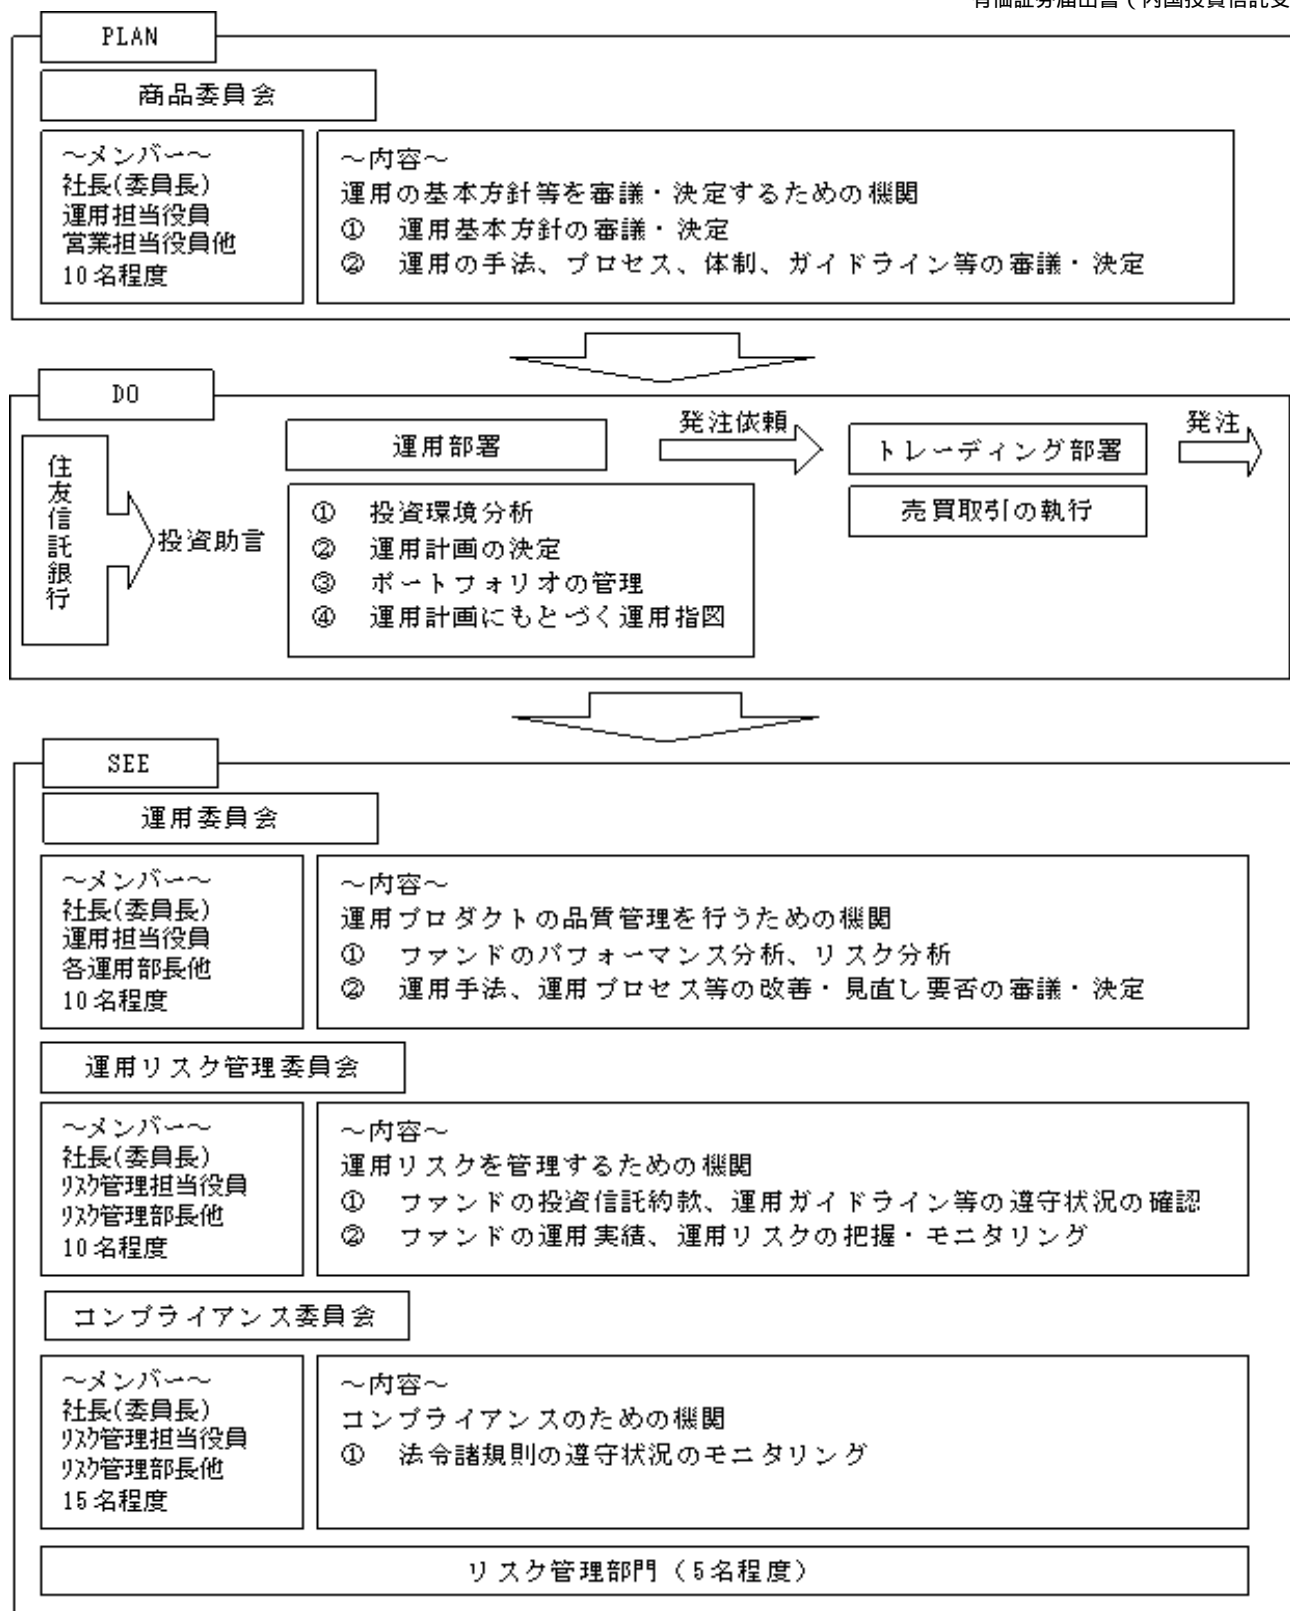 有価証券届出書(内国投資信託受
PLAN
商品委員会
～メンバー～
社長(委員長)
運用担当役員
営業担当役員他
10名程度
～内容～
運用の基本方針等を審議・決定するための機関
① 運用基本方針の審議・決定
② 運用の手法、プロセス、体制、ガイドライン等の審議・決定
DO
住友信託銀行
投資助言
運用部署
① 投資環境分析
② 運用計画の決定
③ ポートフォリオの管理
④ 運用計画にもとづく運用指図
発注依頼
トレーディング部署
売買取引の執行
発注
SEE
運用委員会
～メンバー～
社長(委員長)
運用担当役員
各運用部長他
10名程度
～内容～
運用プロダクトの品質管理を行うための機関
① ファンドのパフォーマンス分析、リスク分析
② 運用手法、運用プロセス等の改善・見直し要否の審議・決定
運用リスク管理委員会
～メンバー～
社長(委員長)
ﾘｽｸ管理担当役員
ﾘｽｸ管理部長他
10名程度
～内容～
運用リスクを管理するための機関
① ファンドの投資信託約款、運用ガイドライン等の遵守状況の確認
② ファンドの運用実績、運用リスクの把握・モニタリング
コンプライアンス委員会
～メンバー～
社長(委員長)
ﾘｽｸ管理担当役員
ﾘｽｸ管理部長他
15名程度
～内容～
コンプライアンスのための機関
① 法令諸規則の遵守状況のモニタリング
リスク管理部門（5名程度）